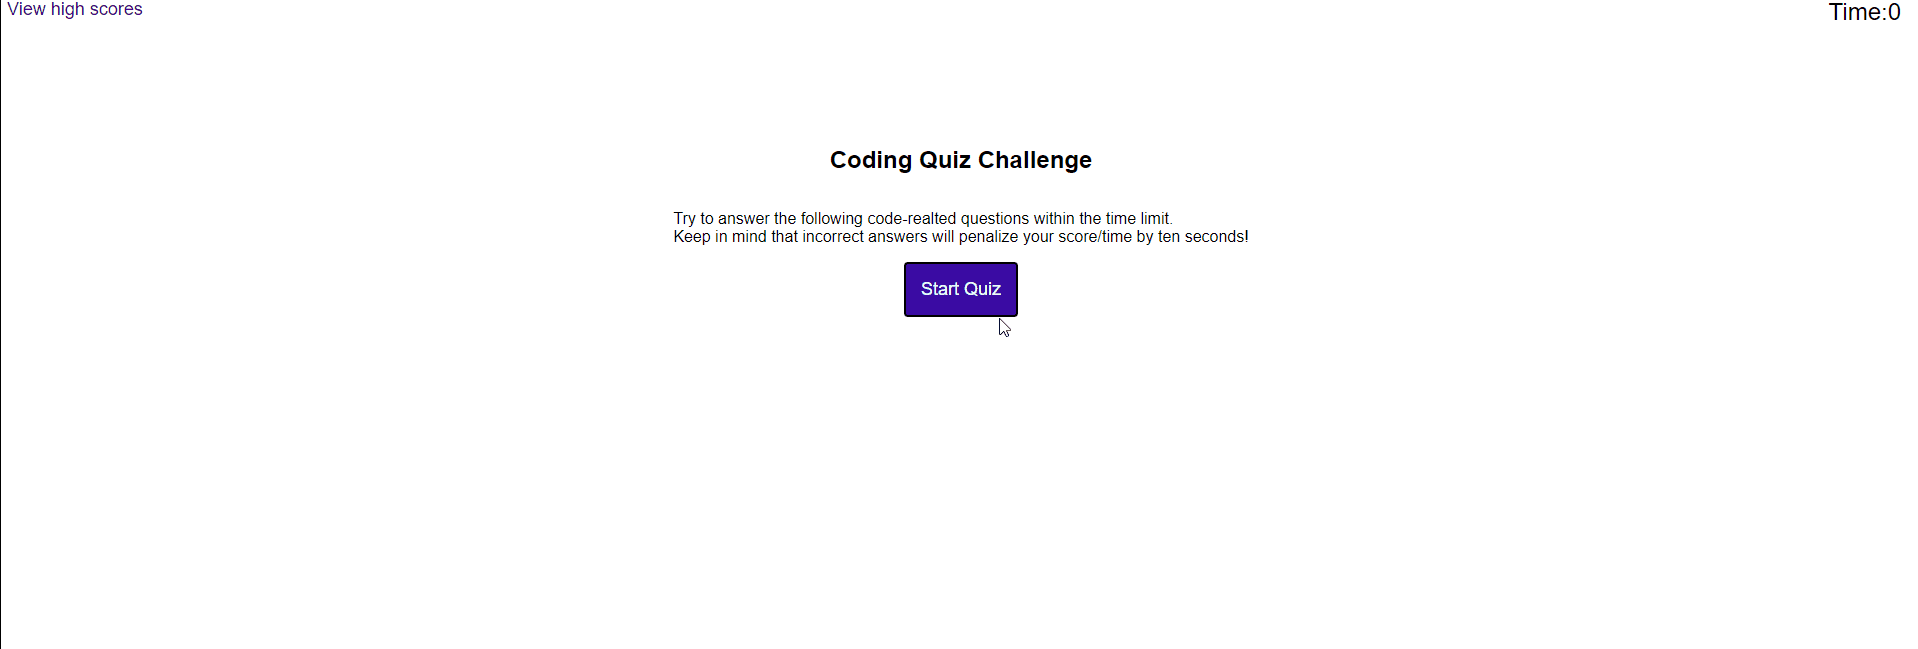 View high scores
Time:0
Coding Quiz Challenge
Try to answer the following code-realted questions within the time limit.
Keep in mind that incorrect answers will penalize your score/time by ten seconds!
Start Quiz